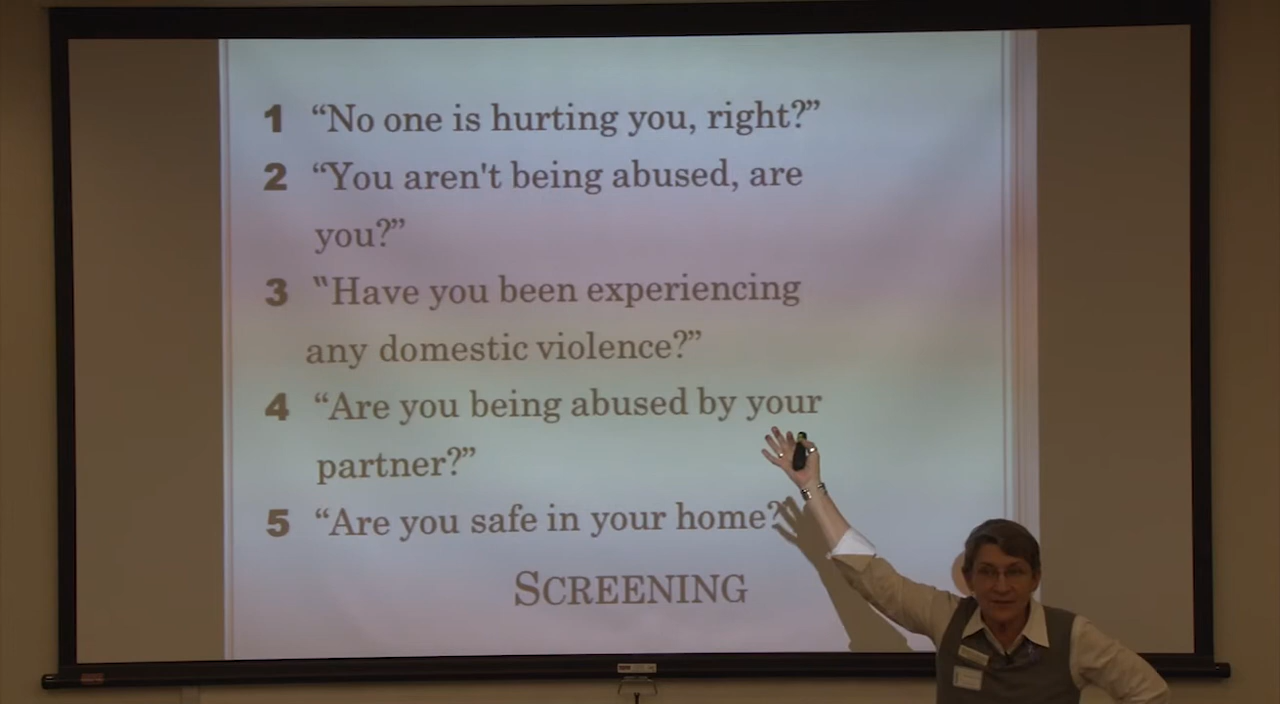 1 “No one is hurting you, right?”
2 “You aren't being abused, are
you?”
3 “Have you been experiencing
any domestic violence?”
4 “Are you being abused by your
partner?”
5 “Are you safe in your home?
SCREENING